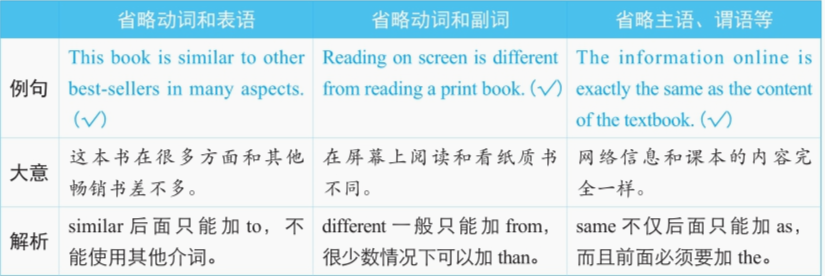 省略动词和表语 省略动词和副词 省略主语、谓语等
例句
This book is similar to other
best-sellers in many aspects.
(√)
Reading on screen is different
from reading a print book. (√)
The information online is
exactly the same as the content
of the textbook. (√)
大意
这本书在很多方面和其他
畅销书差不多。
在屏幕上阅读和看纸质书
不同。
网络信息和课本的内容完
全一样。
解析
similar 后面只能加 to，不
能使用其他介词。
different 一般只能加 from，
很少数情况下可以加 than。
same 不仅后面只能加 as，
而且前面必须要加 the。